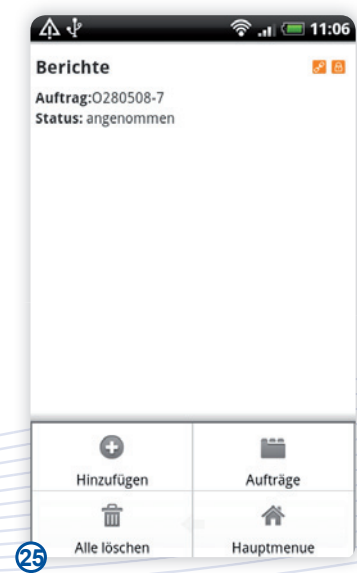 11:06
Berichte
Auftrag:O280508-7
Status: angenommen
Hinzufügen
Aufträge
Alle löschen
Hauptmenue
25